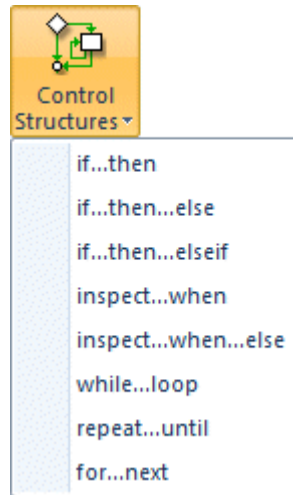 Control
Structures
if...then
if...then...else
if...then...elseif
inspect...when
inspect...when...else
while...loop
repeat...until
for...next